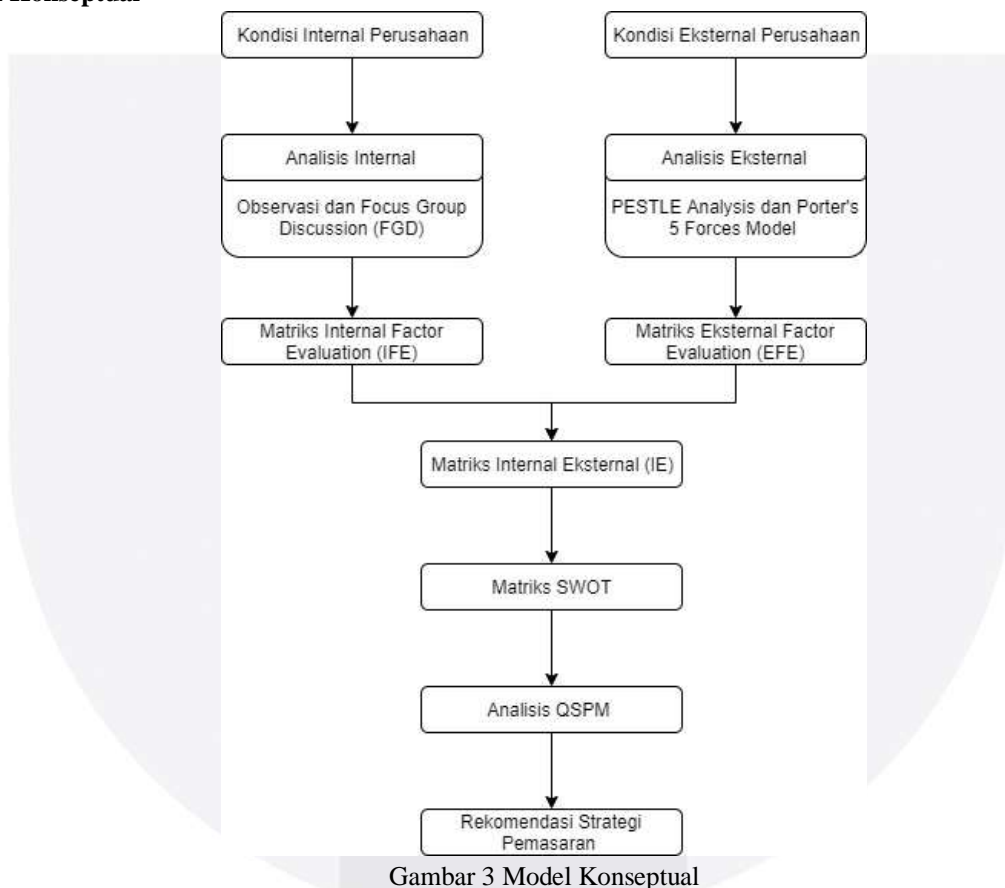 Konseptual
Kondisi Internal Perusahaan
Kondisi Eksternal Perusahaan
Analisis Internal
Analisis Eksternal
Observasi dan Focus Group
Discussion (FGD)
PESTLE Analysis dan Porter's
5 Forces Model
Matriks Internal Factor
Evaluation (IFE)
Matriks Eksternal Factor
Evaluation (EFE)
Matriks Internal Eksternal (IE)
Matriks SWOT
Analisis QSPM
Rekomendasi Strategi
Pemasaran
Gambar 3 Model Konseptual